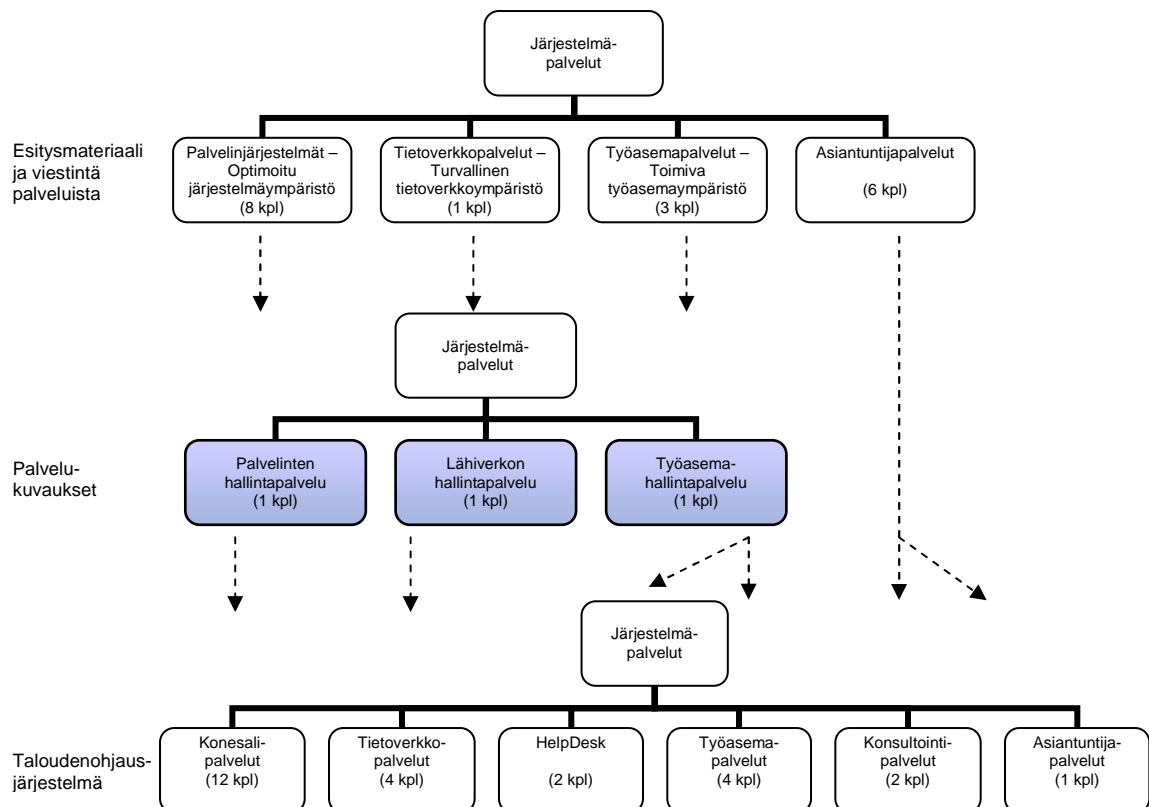 Järjestelmä-
palvelut
Esitysmateriaali
ja viestintä
palveluista
Palvelinjärjestelmät –
Optimoitu
järjestelmäympäristö
(8 kpl)
Tietoverkkopalvelut –
Turvallinen
tietoverkkoympäristö
(1 kpl)
Työasemapalvelut –
Toimiva
työasemaympäristö
(3 kpl)
Asiantuntijapalvelut
(6 kpl)
Järjestelmä-
palvelut
Palvelu-
kuvaukset
Palvelinten
hallintapalvelu
(1 kpl)
Lähiverkon
hallintapalvelu
(1 kpl)
Työasema-
hallintapalvelu
(1 kpl)
Järjestelmä-
palvelut
Taloudenohjaus-
järjestelmä
Konesali-
palvelut
(12 kpl)
Tietoverkko-
palvelut
(4 kpl)
HelpDesk
(2 kpl)
Työasema-
palvelut
(4 kpl)
Konsultointi-
palvelut
(2 kpl)
Asiantuntija-
palvelut
(1 kpl)